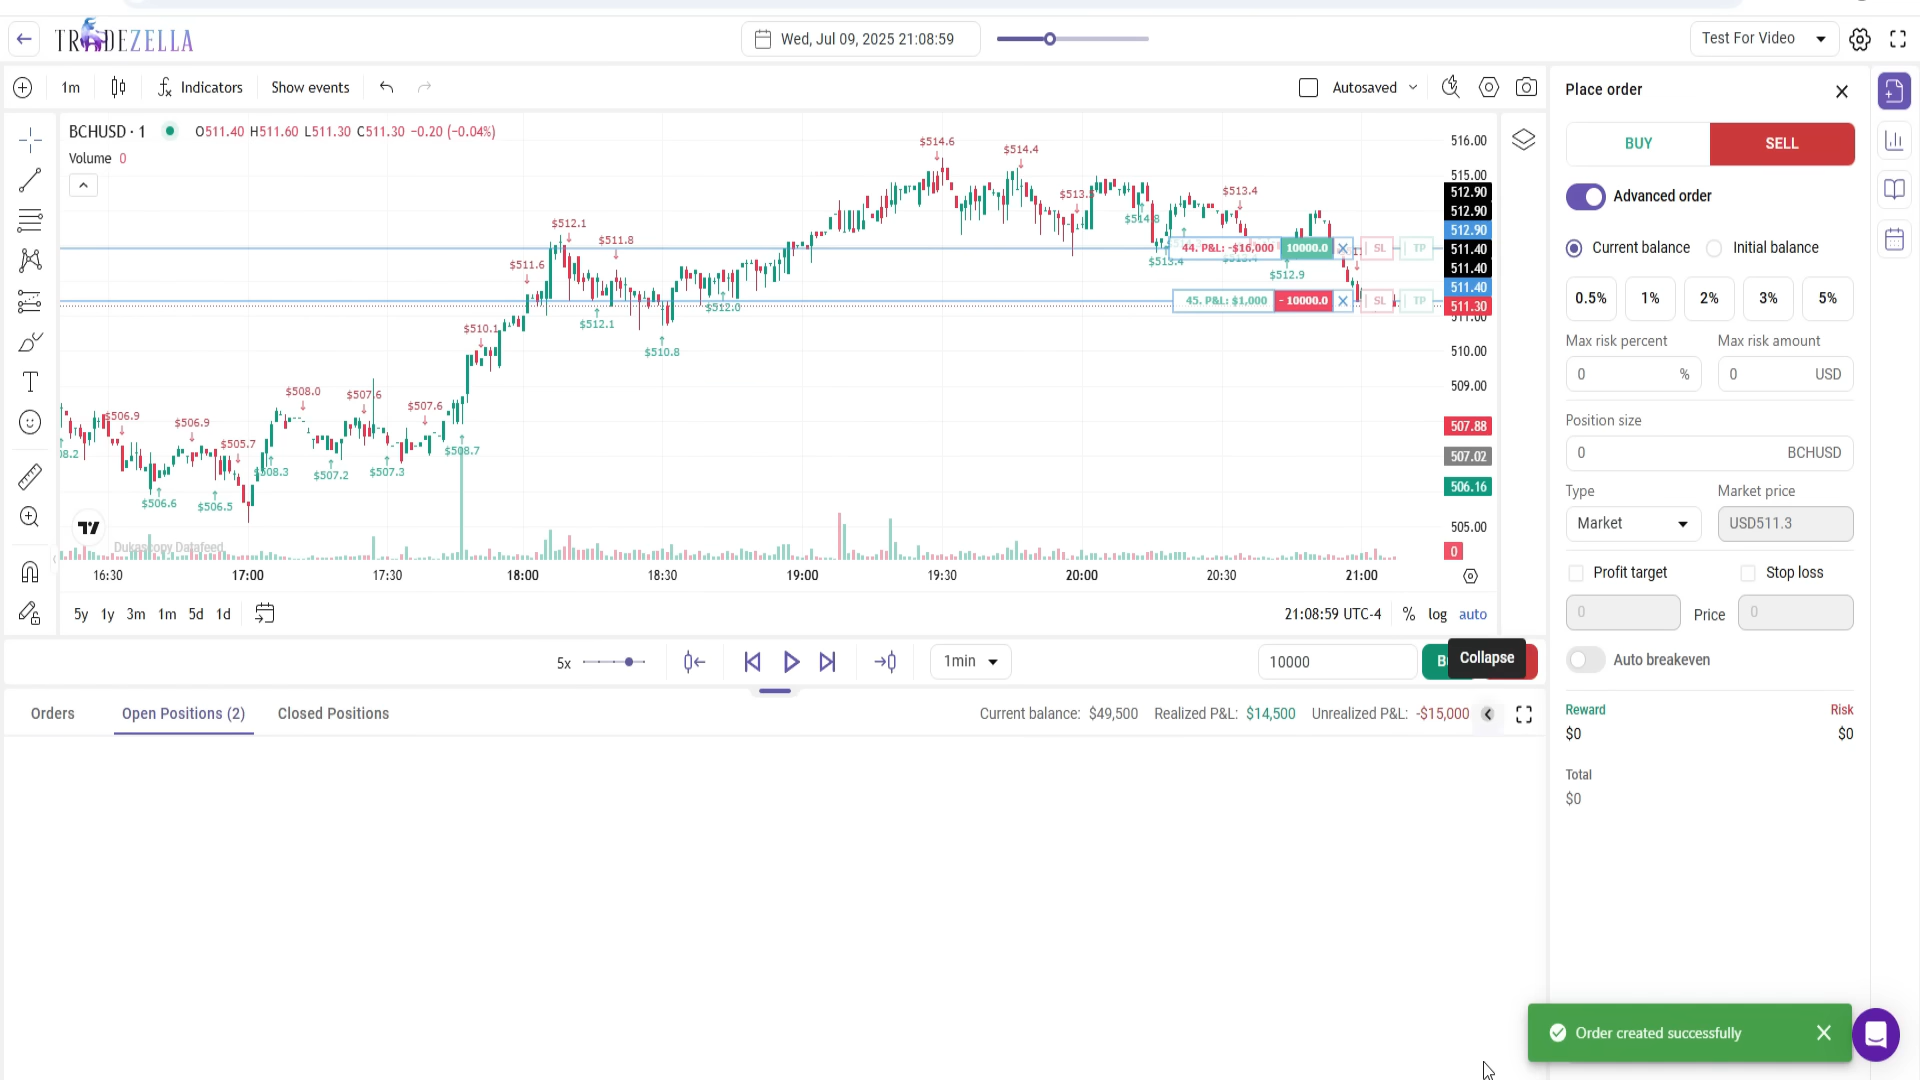 TRADEZELLA
Wed, Jul 09, 2025 21:08:59
Test For Video
1m
Indicators
Show events
Autosaved
Place order
BCHUSD · 1
O511.40 H511.60 L511.30 C511.30 −0.20 (−0.04%)
Volume 0
BUY
SELL
Advanced order
Current balance
Initial balance
0.5%
1%
2%
3%
5%
Max risk percent
Max risk amount
0 %
0 USD
Position size
0 BCHUSD
Type
Market price
Market
USD511.3
Profit target
Stop loss
0
Price
0
Auto breakeven
Reward
Risk
$0
$0
Total
$0
516.00
515.00
512.90
512.90
512.90
511.40
511.40
511.40
511.30
511.00
510.00
509.00
507.88
507.02
506.16
505.00
0
$514.6
$514.4
$513.4
$514.8
$512.1
$511.8
$511.6
$513.4
$512.9
44. P&L: -$16,000 10000.0 SL TP
45. P&L: $1,000 - 10000.0 SL TP
$512.0
$512.1
$510.1
$510.8
$508.0
$507.6
$507.6
$506.9
$506.9
$505.7
$508.7
$508.3
$507.2
$507.3
$506.6
$506.5
Dukascopy Datafeed
16:30
17:00
17:30
18:00
18:30
19:00
19:30
20:00
20:30
21:00
5y 1y 3m 1m 5d 1d
21:08:59 UTC-4
% log auto
5x
1min
10000
B
Collapse
Orders
Open Positions (2)
Closed Positions
Current balance: $49,500
Realized P&L: $14,500
Unrealized P&L: -$15,000
Order created successfully